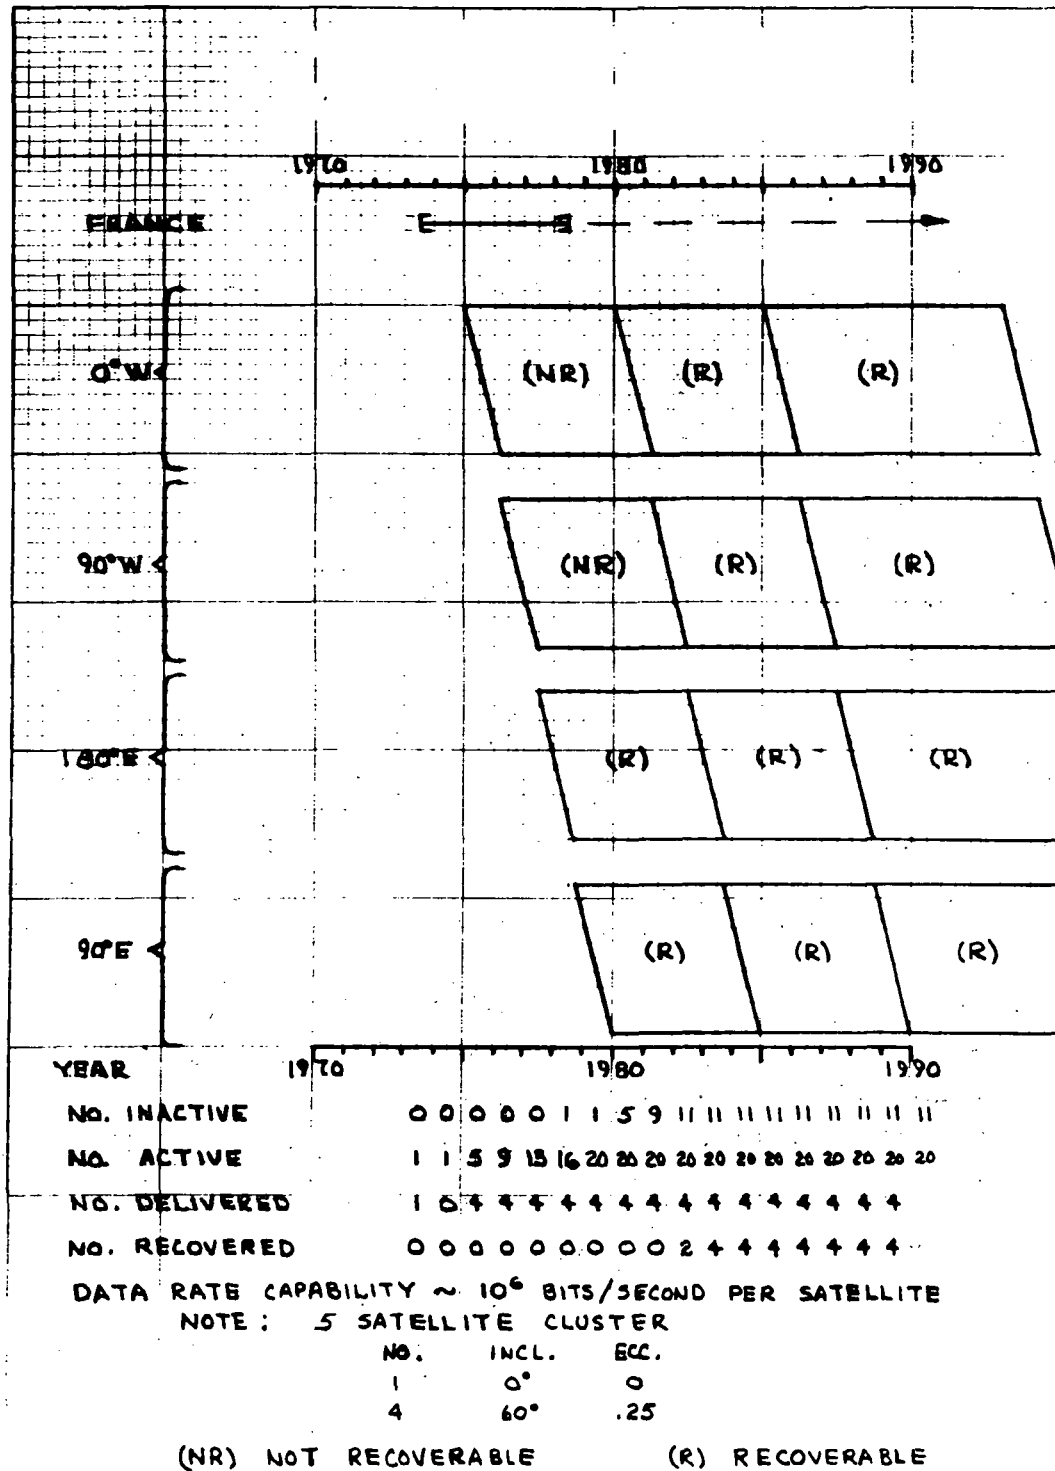 1970 1980 1990
FRANCE
0°W (NR) (R) (R)
90°W (NR) (R) (R)
180°E (R) (R) (R)
90°E (R) (R) (R)
YEAR 1970 1980 1990
NO. INACTIVE 0 0 0 0 0 1 1 5 9 11 11 11 11 11 11 11 11 11
NO. ACTIVE 1 1 5 9 13 16 20 20 20 20 20 20 20 20 20 20 20 20
NO. DELIVERED 1 0 4 4 4 4 4 4 4 4 4 4 4 4 4 4 4
NO. RECOVERED 0 0 0 0 0 0 0 0 0 2 4 4 4 4 4 4 4
DATA RATE CAPABILITY ~ 10⁶ BITS/SECOND PER SATELLITE
NOTE: 5 SATELLITE CLUSTER
NO. INCL. ECC.
1 0° 0
4 60° .25
(NR) NOT RECOVERABLE (R) RECOVERABLE